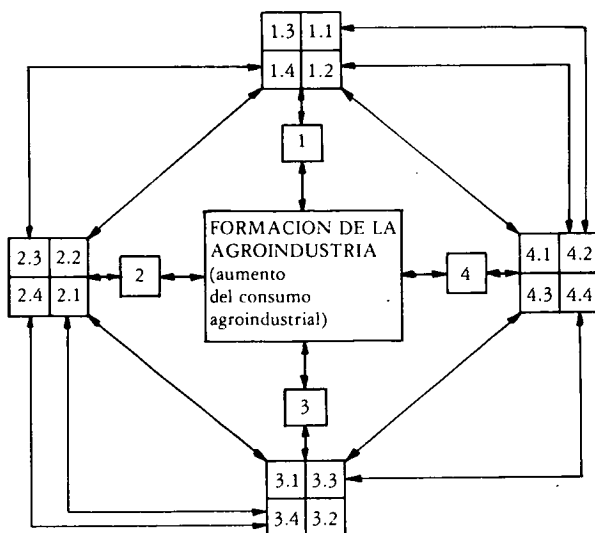 1.3 1.1
1.4 1.2
1
FORMACION DE LA
AGROINDUSTRIA
(aumento
del consumo
agroindustrial)
2.3 2.2
2.4 2.1
2
4
4.1 4.2
4.3 4.4
3
3.1 3.3
3.4 3.2